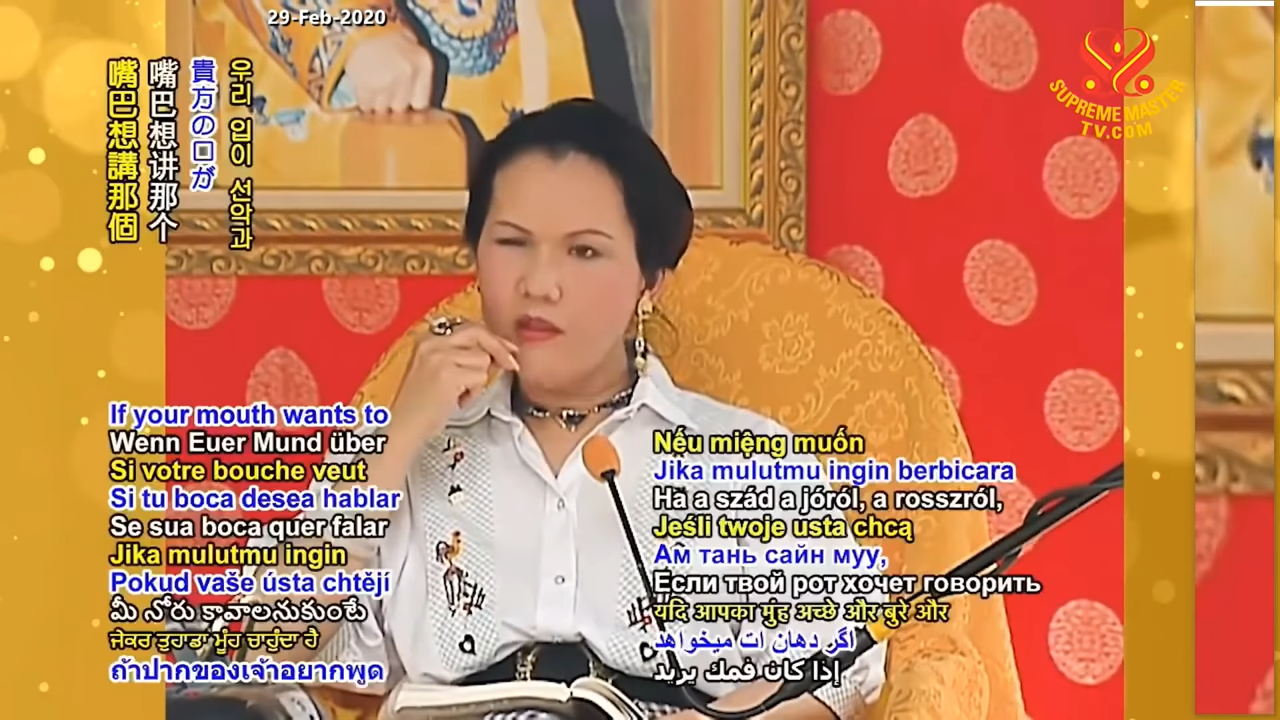 29-Feb-2020
SUPREME MASTER
TV.COM
우리 입이 선악과
貴方の口が
嘴巴想讲那个
嘴巴想講那個
If your mouth wants to
Wenn Euer Mund über
Si votre bouche veut
Si tu boca desea hablar
Se sua boca quer falar
Jika mulutmu ingin
Pokud vaše ústa chtějí
మీ నోరు కావాలనుకుంటే
ਜੇਕਰ ਤੁਹਾਡਾ ਮੂੰਹ ਚਾਹੁੰਦਾ ਹੈ
ถ้าปากของเจ้าอยากพูด
Nếu miệng muốn
Jika mulutmu ingin berbicara
Ha a szád a jóról, a rosszról,
Jeśli twoje usta chcą
Ам тань сайн муу,
Если твой рот хочет говорить
यदि आपका मुंह अच्छे और बुरे और
اگر دهان ات میخواهد
إذا كان فمك يريد